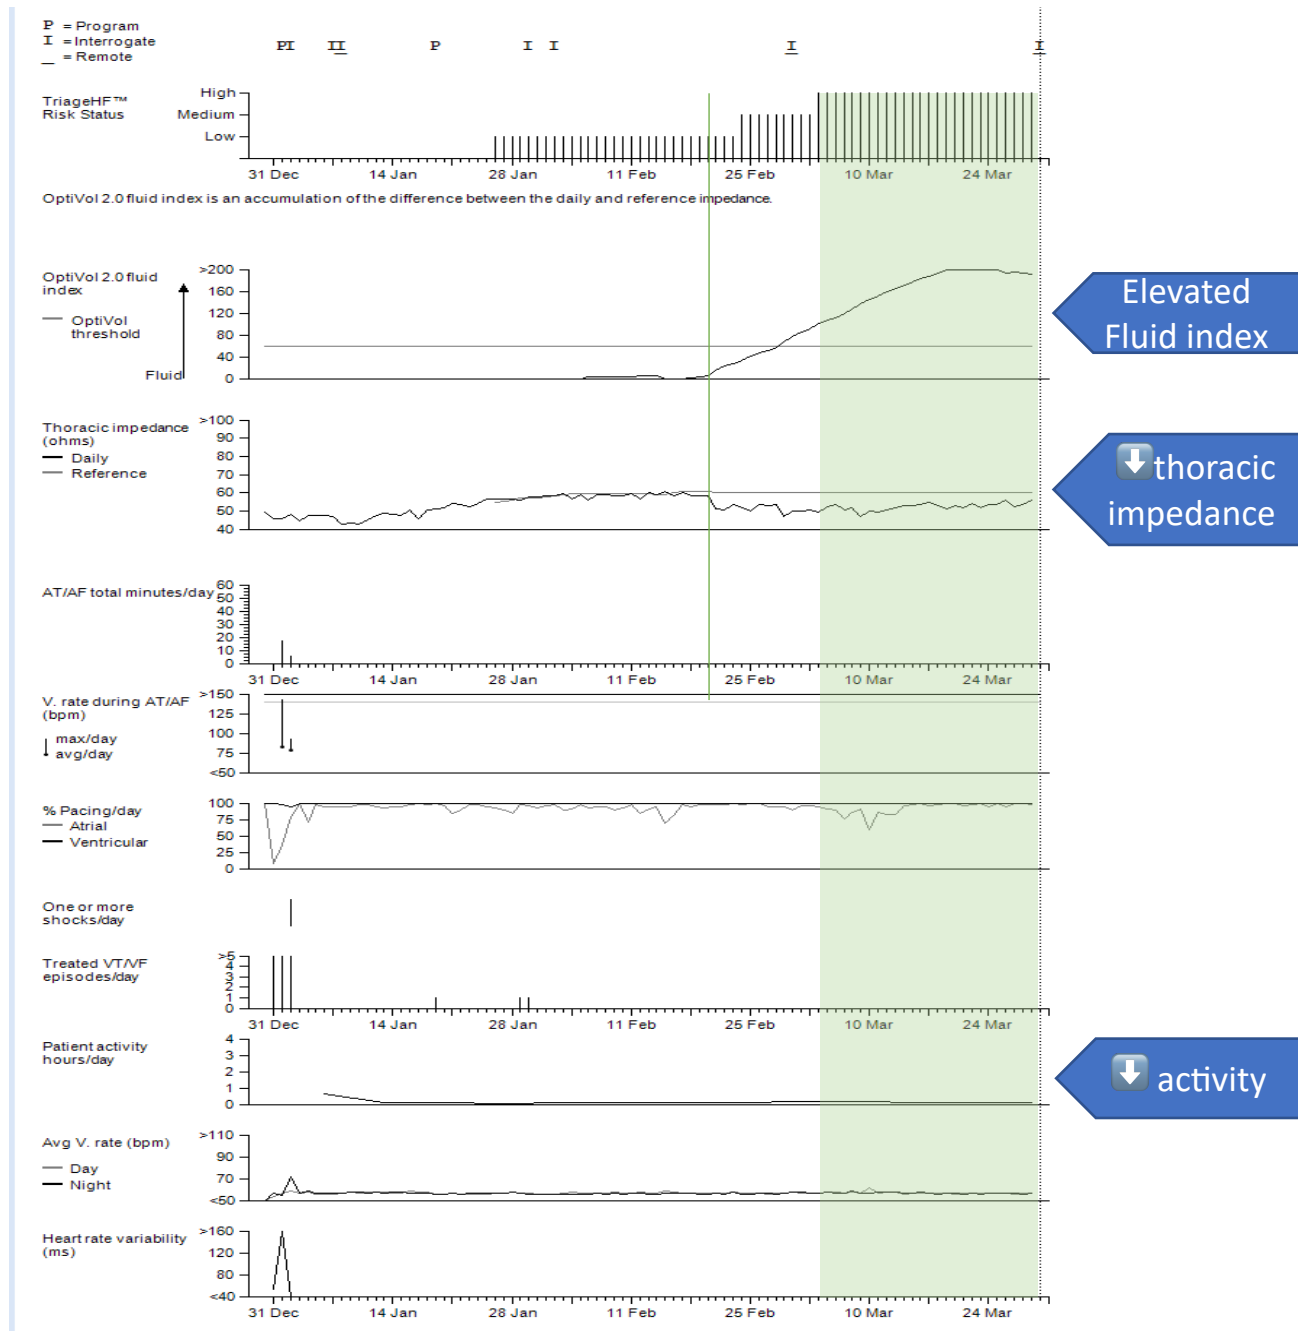 P = Program
I = Interrogate
_ = Remote
PI II P I I I I
TriageHF™
Risk Status
High
Medium
Low
31 Dec 14 Jan 28 Jan 11 Feb 25 Feb 10 Mar 24 Mar
OptiVol 2.0 fluid index is an accumulation of the difference between the daily and reference impedance.
OptiVol 2.0 fluid
index
OptiVol
threshold
Fluid
>200
160
120
80
40
0
Elevated
Fluid index
Thoracic impedance
(ohms)
Daily
Reference
>100
90
80
70
60
50
40
⬇thoracic
impedance
AT/AF total minutes/day
60
50
40
30
20
10
0
31 Dec 14 Jan 28 Jan 11 Feb 25 Feb 10 Mar 24 Mar
V. rate during AT/AF
(bpm)
max/day
avg/day
>150
125
100
75
<50
% Pacing/day
Atrial
Ventricular
100
75
50
25
0
One or more
shocks/day
Treated VT/VF
episodes/day
>5
4
3
2
1
0
31 Dec 14 Jan 28 Jan 11 Feb 25 Feb 10 Mar 24 Mar
Patient activity
hours/day
4
3
2
1
0
⬇ activity
Avg V. rate (bpm)
Day
Night
>110
90
70
<50
Heart rate variability
(ms)
>160
120
80
<40
31 Dec 14 Jan 28 Jan 11 Feb 25 Feb 10 Mar 24 Mar